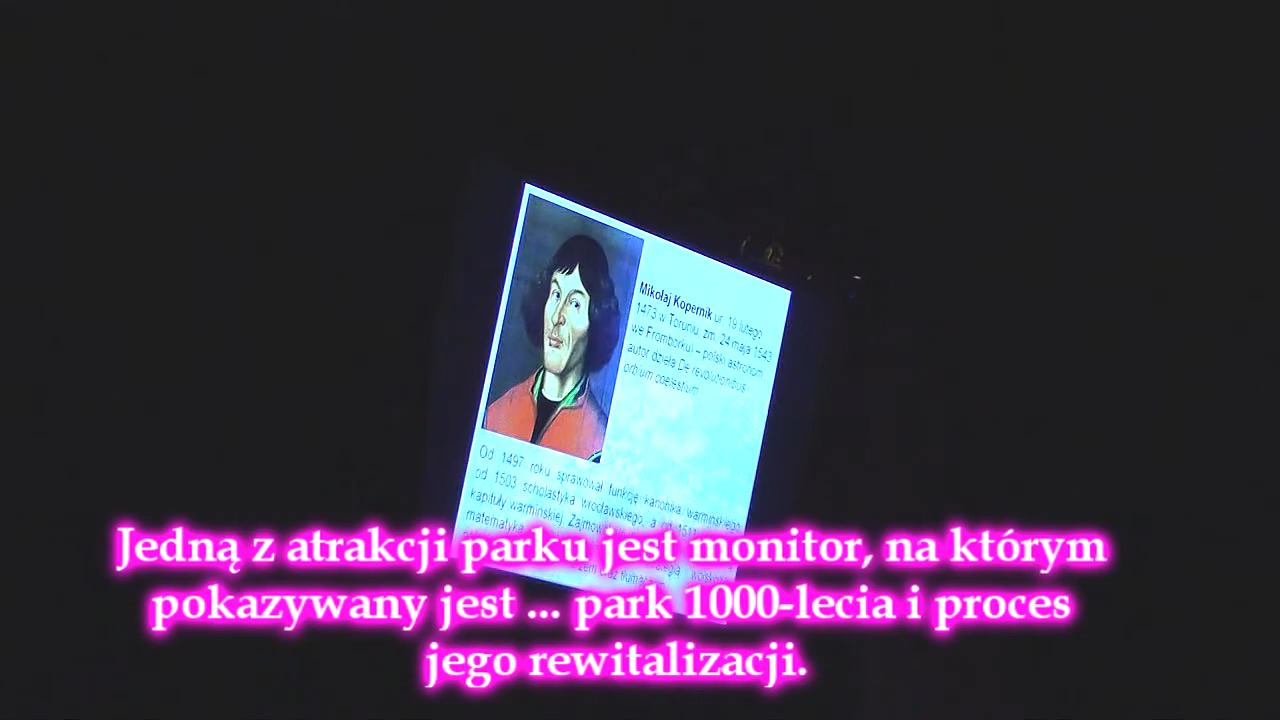 Mikołaj Kopernik ur. 19 lutego
1473 w Toruniu, zm. 24 maja 1543
we Fromborku – polski astronom
autor dzieła De revolutionibus
orbium coelestium
Od 1497 roku sprawował funkcję kanonika warmińskiego
od 1503 scholastyka wrocławskiego, a
kapituły warmińskiej
matematyką
Jedną z atrakcji parku jest monitor, na którym
pokazywany jest ... park 1000-lecia i proces
jego rewitalizacji.